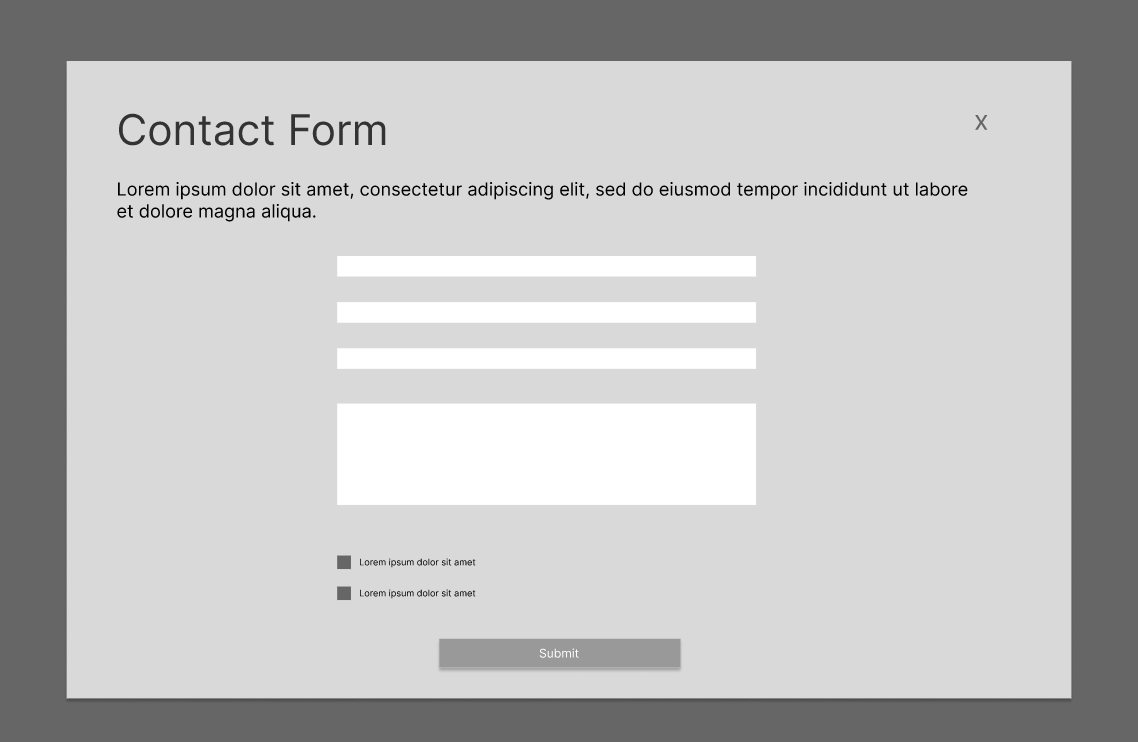 Contact Form
X
Lorem ipsum dolor sit amet, consectetur adipiscing elit, sed do eiusmod tempor incididunt ut labore
et dolore magna aliqua.
Lorem ipsum dolor sit amet
Lorem ipsum dolor sit amet
Submit